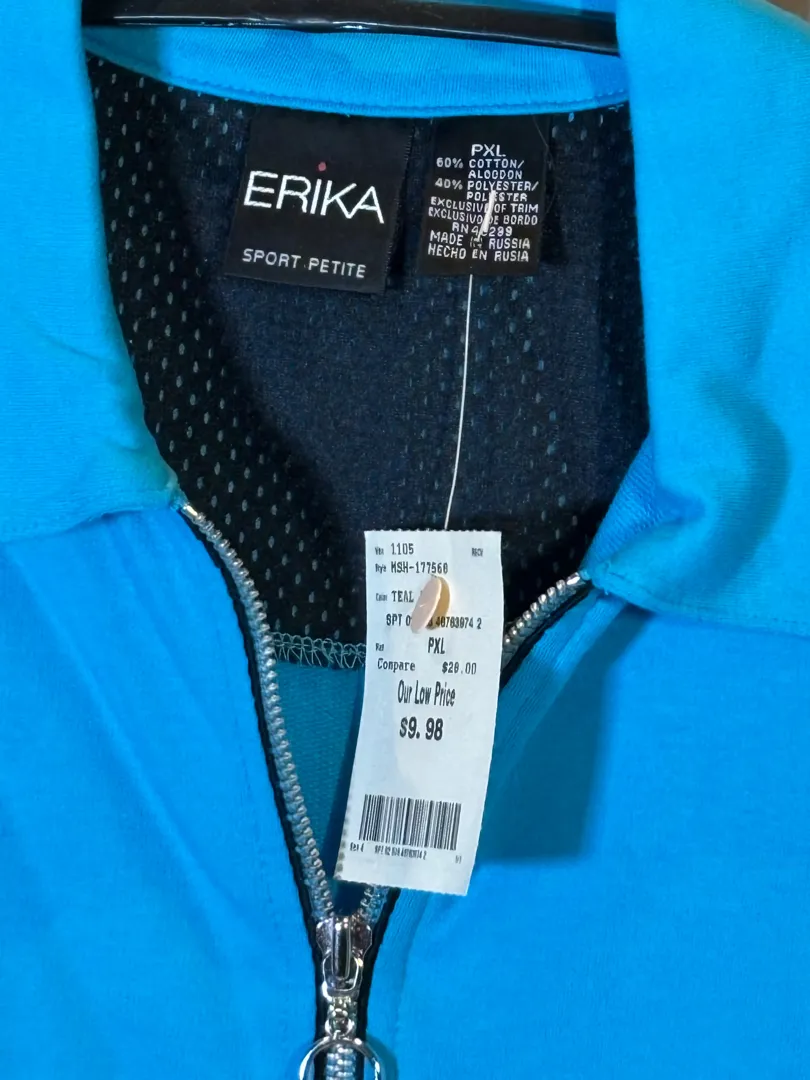 ERIKA
SPORT PETITE
PXL
60% COTTON/
ALGODON
40% POLYESTER/
POLIESTER
EXCLUSIVE OF TRIM
EXCLUSIVO DE BORDO
MADE IN RUSSIA
HECHO EN RUSIA
1105
MSH-177560
TEAL
SPT
PXL
Compare $28.00
Our Low Price
$9.98